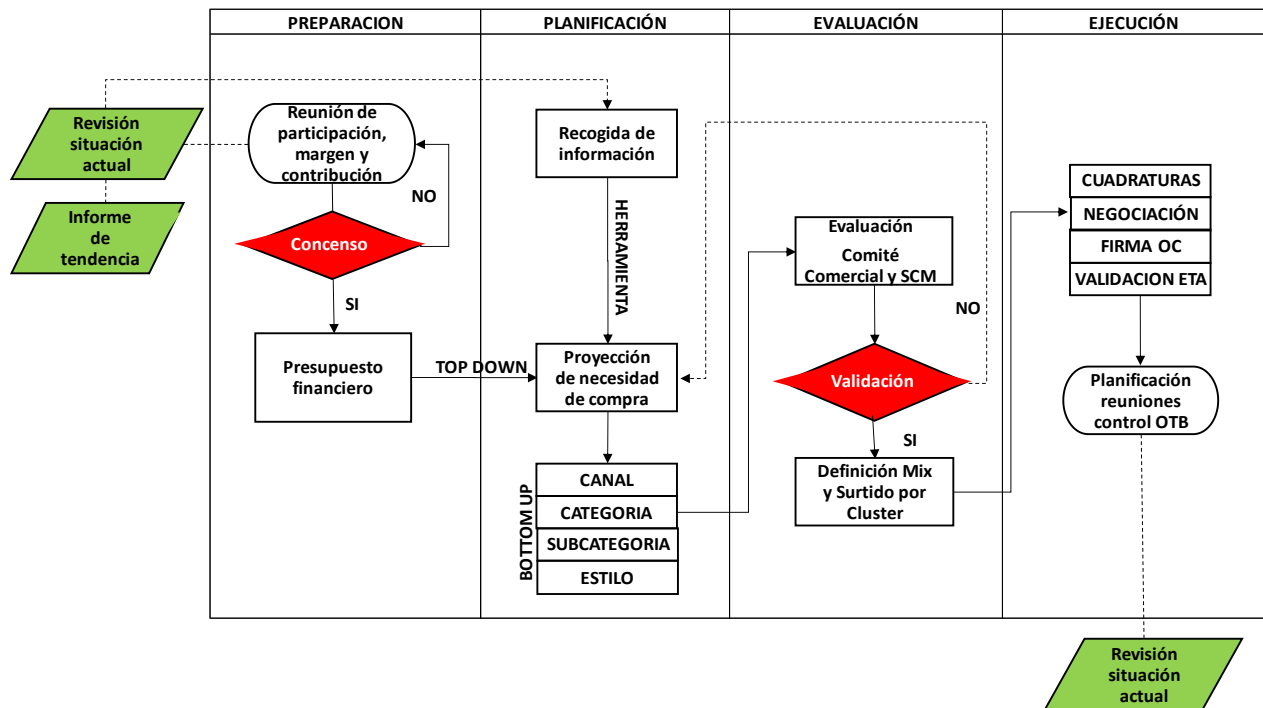 PREPARACION
PLANIFICACIÓN
EVALUACIÓN
EJECUCIÓN
Revisión
situación
actual
Informe
de
tendencia
Reunión de
participación,
margen y
contribución
NO
Concenso
SI
Presupuesto
financiero
TOP DOWN
Recogida de
información
HERRAMIENTA
Proyección
de necesidad
de compra
BOTTOM UP
CANAL
CATEGORIA
SUBCATEGORIA
ESTILO
Evaluación
Comité
Comercial y SCM
NO
Validación
SI
Definición Mix
y Surtido por
Cluster
CUADRATURAS
NEGOCIACIÓN
FIRMA OC
VALIDACION ETA
Planificación
reuniones
control OTB
Revisión
situación
actual